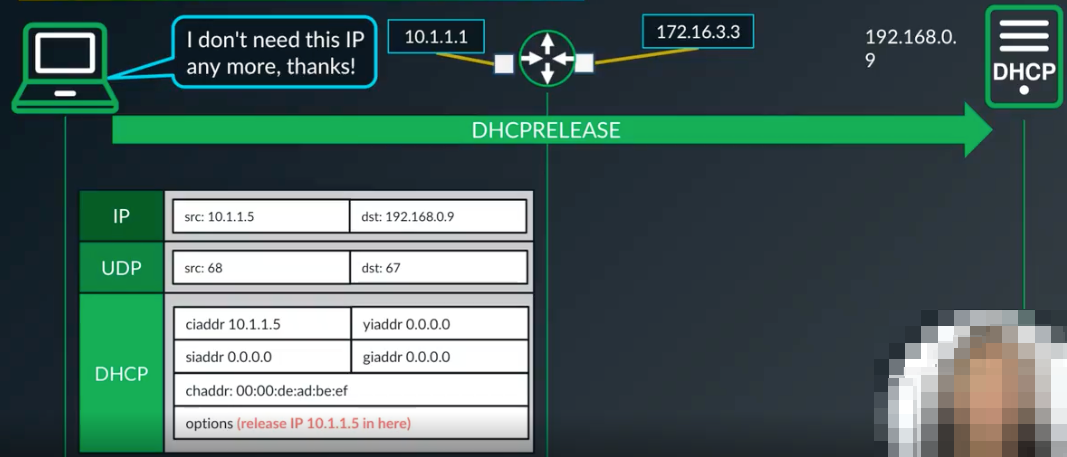 I don't need this IP
any more, thanks!
10.1.1.1
172.16.3.3
192.168.0.
9
DHCP
DHCPRELEASE
IP
src: 10.1.1.5
dst: 192.168.0.9
UDP
src: 68
dst: 67
DHCP
ciaddr 10.1.1.5
yiaddr 0.0.0.0
siaddr 0.0.0.0
giaddr 0.0.0.0
chaddr: 00:00:de:ad:be:ef
options (release IP 10.1.1.5 in here)